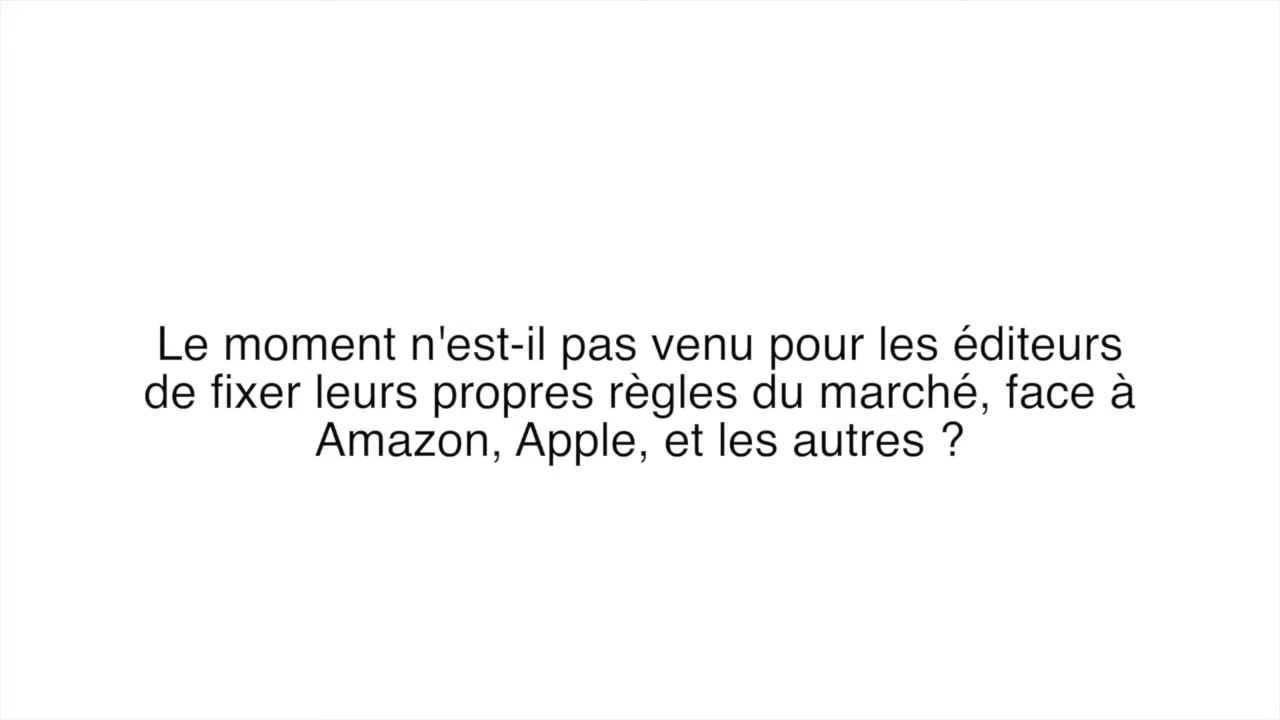 Le moment n'est-il pas venu pour les éditeurs
de fixer leurs propres règles du marché, face à
Amazon, Apple, et les autres ?